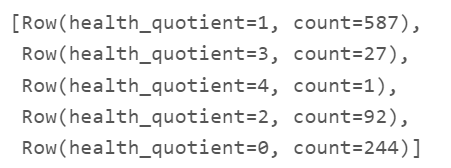 [Row(health_quotient=1, count=587),
 Row(health_quotient=3, count=27),
 Row(health_quotient=4, count=1),
 Row(health_quotient=2, count=92),
 Row(health_quotient=0, count=244)]